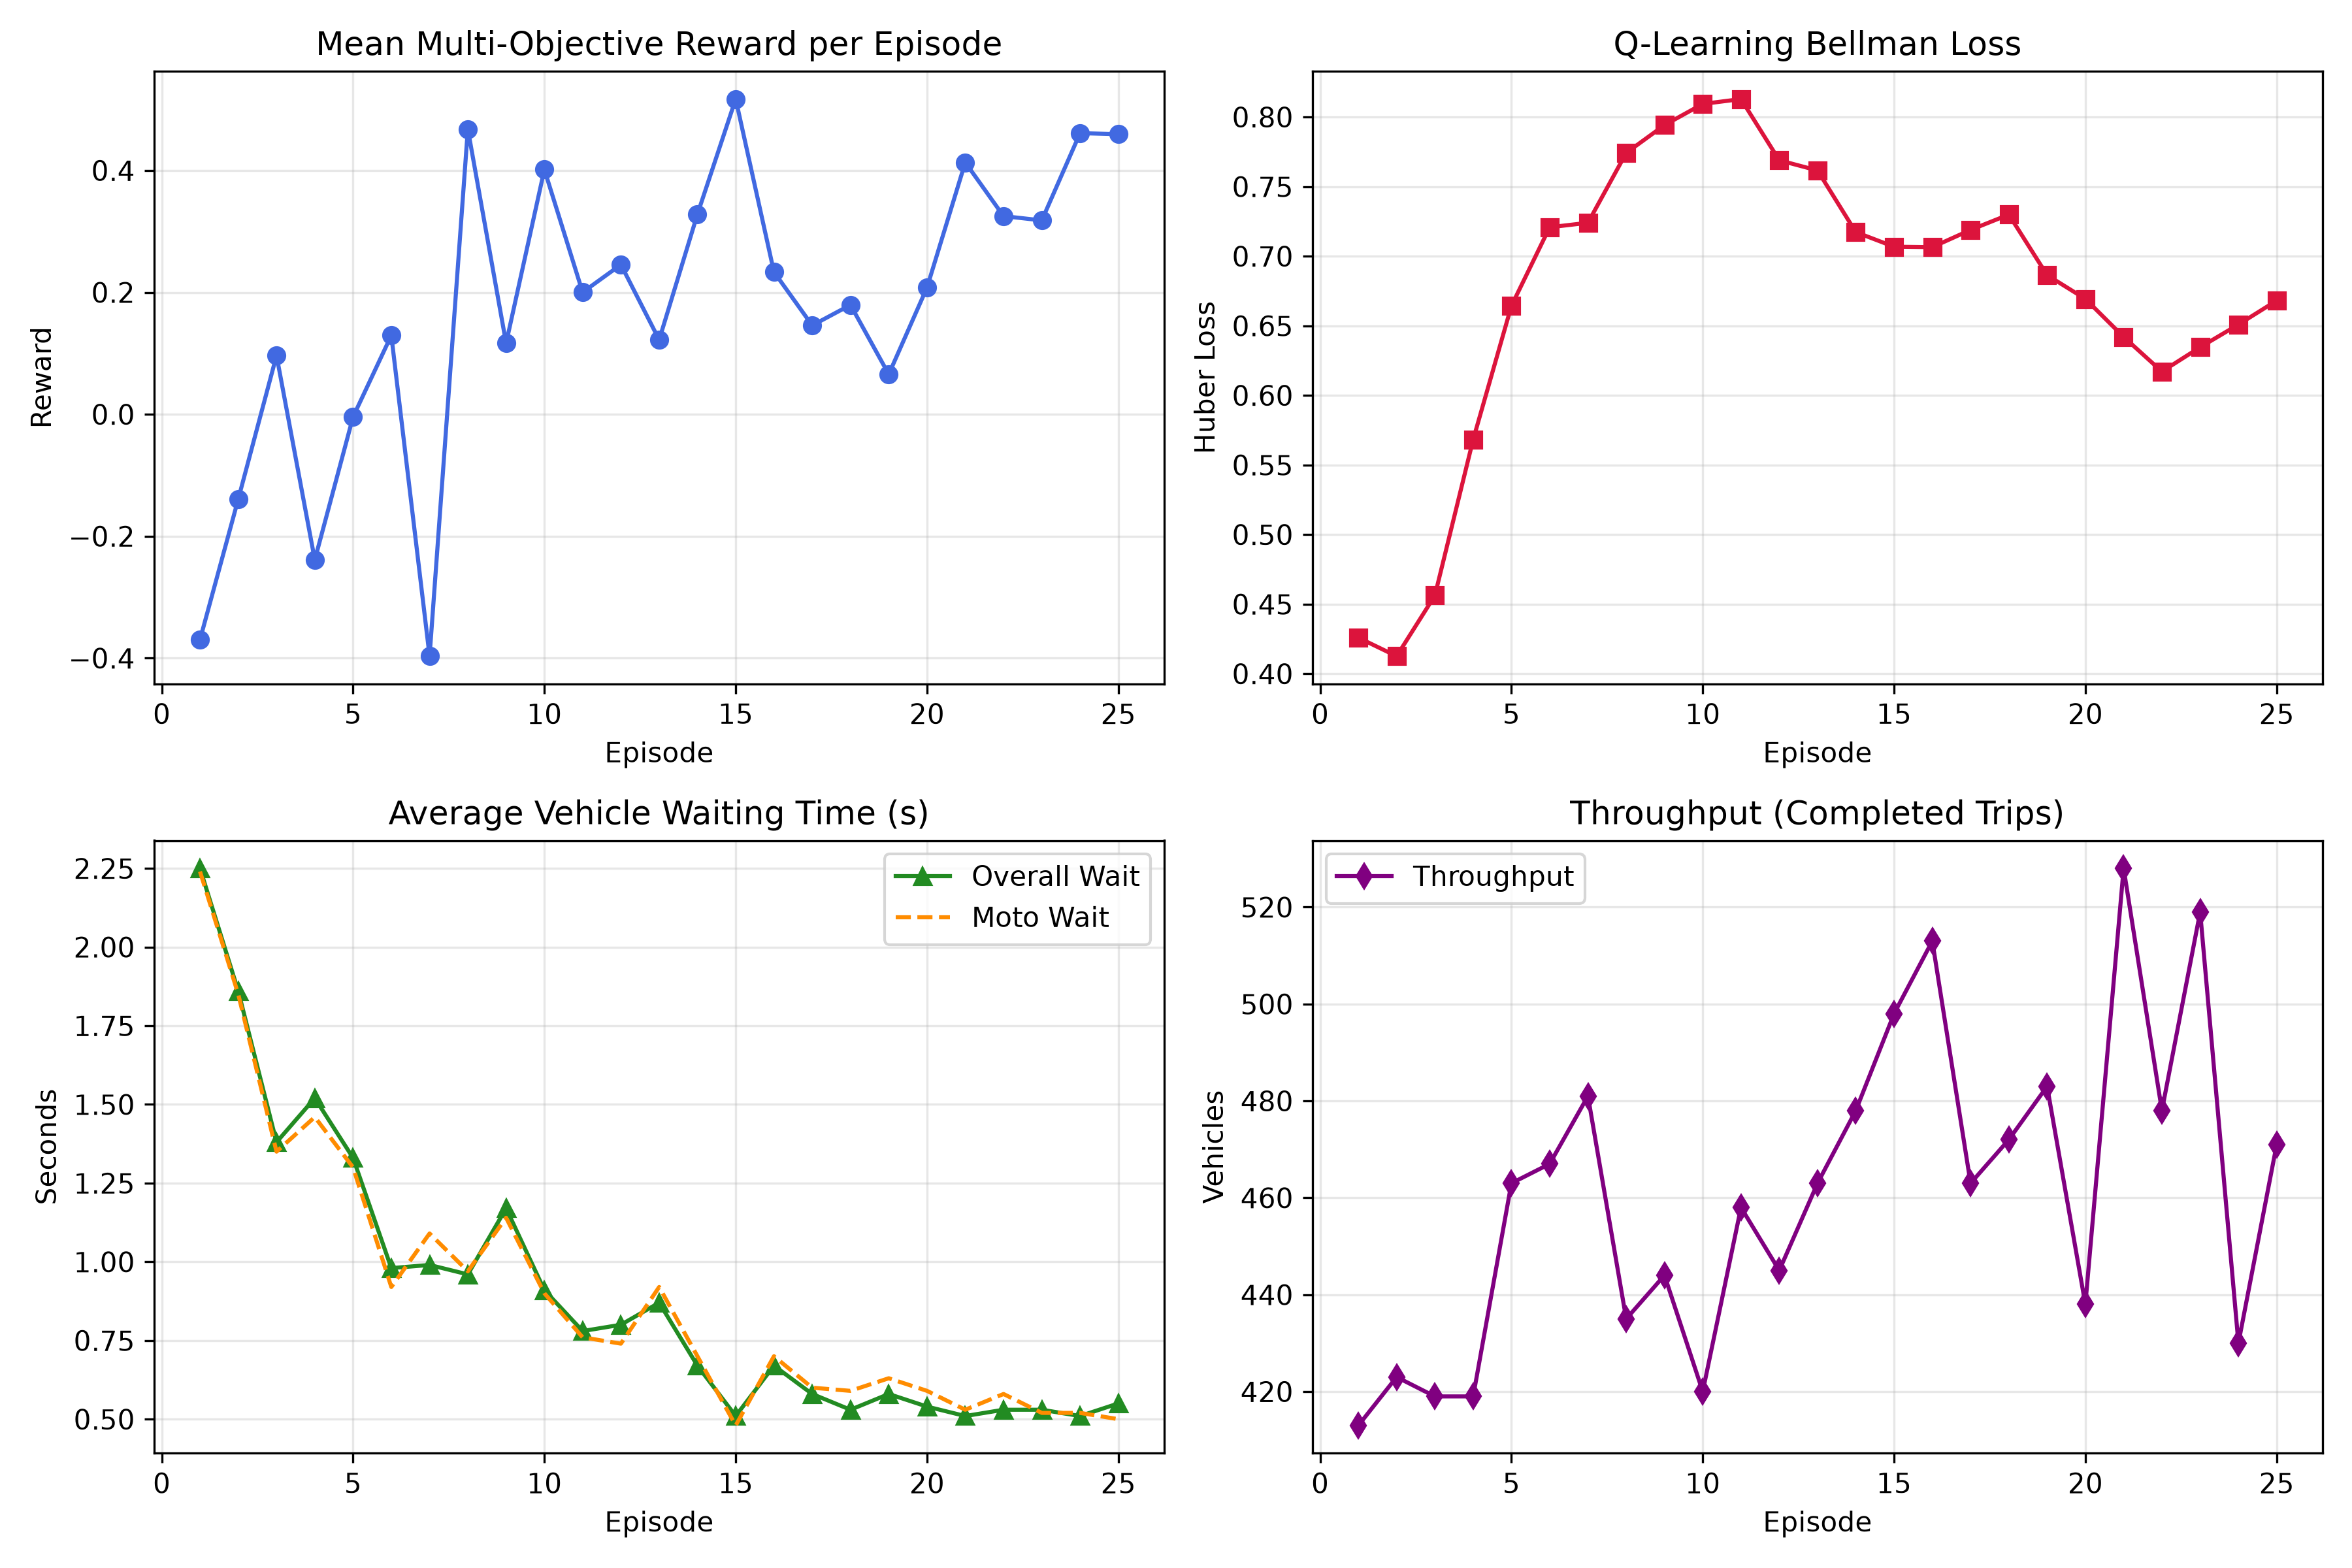 Mean Multi-Objective Reward per Episode
Reward
0.4
0.2
0.0
−0.2
−0.4
0 5 10 15 20 25
Episode
Q-Learning Bellman Loss
Huber Loss
0.80
0.75
0.70
0.65
0.60
0.55
0.50
0.45
0.40
0 5 10 15 20 25
Episode
Average Vehicle Waiting Time (s)
Overall Wait
Moto Wait
Seconds
2.25
2.00
1.75
1.50
1.25
1.00
0.75
0.50
0 5 10 15 20 25
Episode
Throughput (Completed Trips)
Throughput
Vehicles
520
500
480
460
440
420
0 5 10 15 20 25
Episode